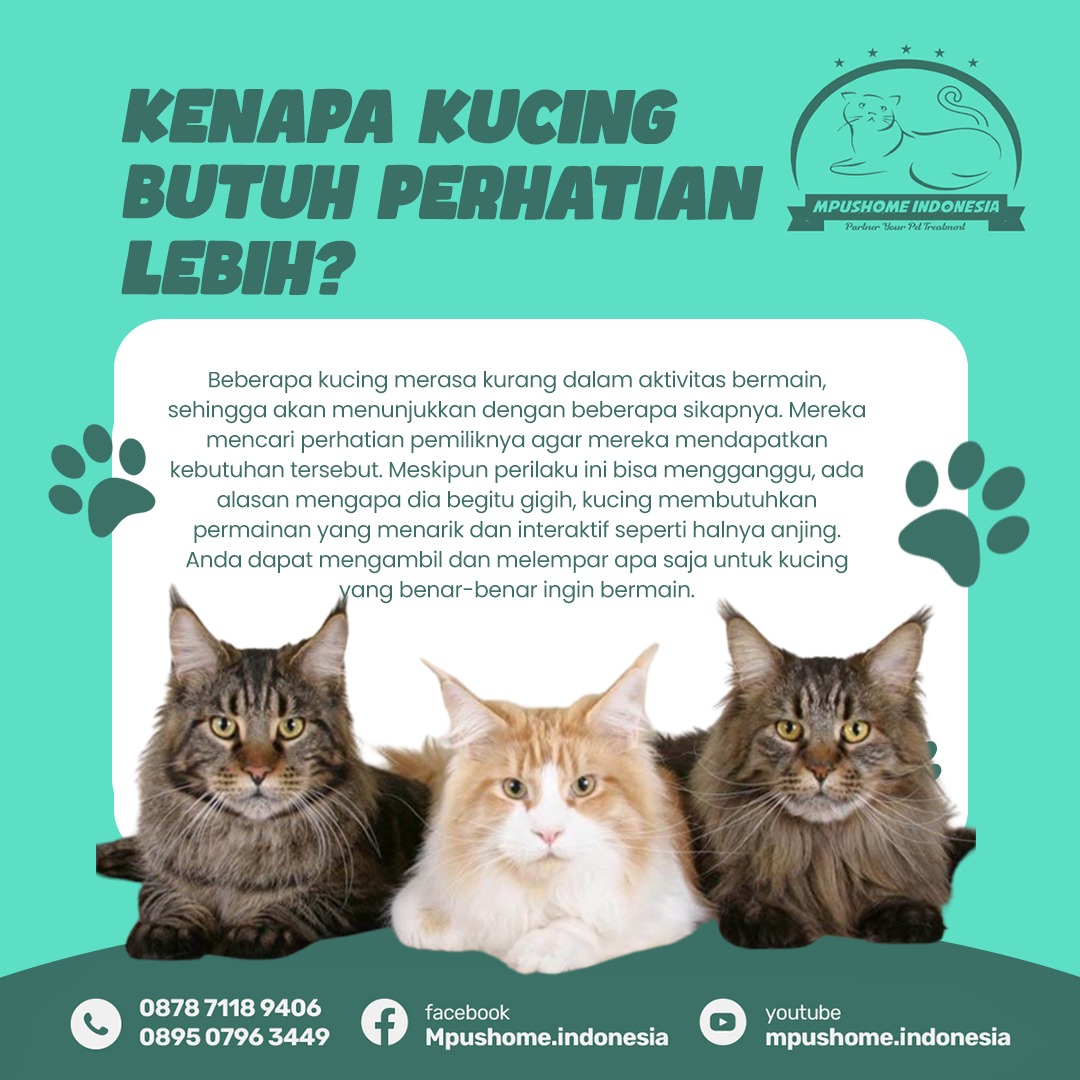 KENAPA KUCING
BUTUH PERHATIAN
LEBIH?
MPUSHOME INDONESIA
Partner Your Pet Treatment
Beberapa kucing merasa kurang dalam aktivitas bermain,
sehingga akan menunjukkan dengan beberapa sikapnya. Mereka
mencari perhatian pemiliknya agar mereka mendapatkan
kebutuhan tersebut. Meskipun perilaku ini bisa mengganggu, ada
alasan mengapa dia begitu gigih, kucing membutuhkan
permainan yang menarik dan interaktif seperti halnya anjing.
Anda dapat mengambil dan melempar apa saja untuk kucing
yang benar-benar ingin bermain.
0878 7118 9406
0895 0796 3449
facebook
Mpushome.indonesia
youtube
mpushome.indonesia